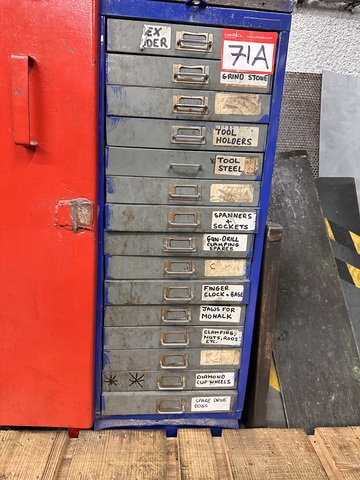 EX
DER
71A
GRIND STONE
TOOL
HOLDERS
X TOOL
STEEL
SPANNERS +
SOCKETS
GUN-DRILL
CLAMPING
SPARES
C
FINGER
CLOCK + BASE
JAWS FOR
MOHALK
CLAMPING,
NUTS, RODS
ETC.
DIAMOND
CUP WHEELS
SPARE DRIVE
DOGS